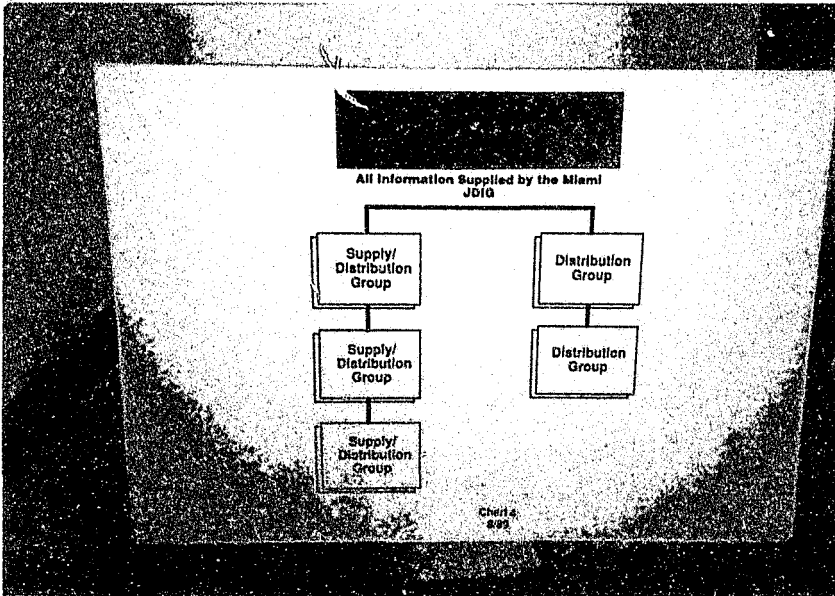 All Information Supplied by the Miami
JDIG
Supply/
Distribution
Group
Distribution
Group
Supply/
Distribution
Group
Distribution
Group
Supply/
Distribution
Group
Chart 4